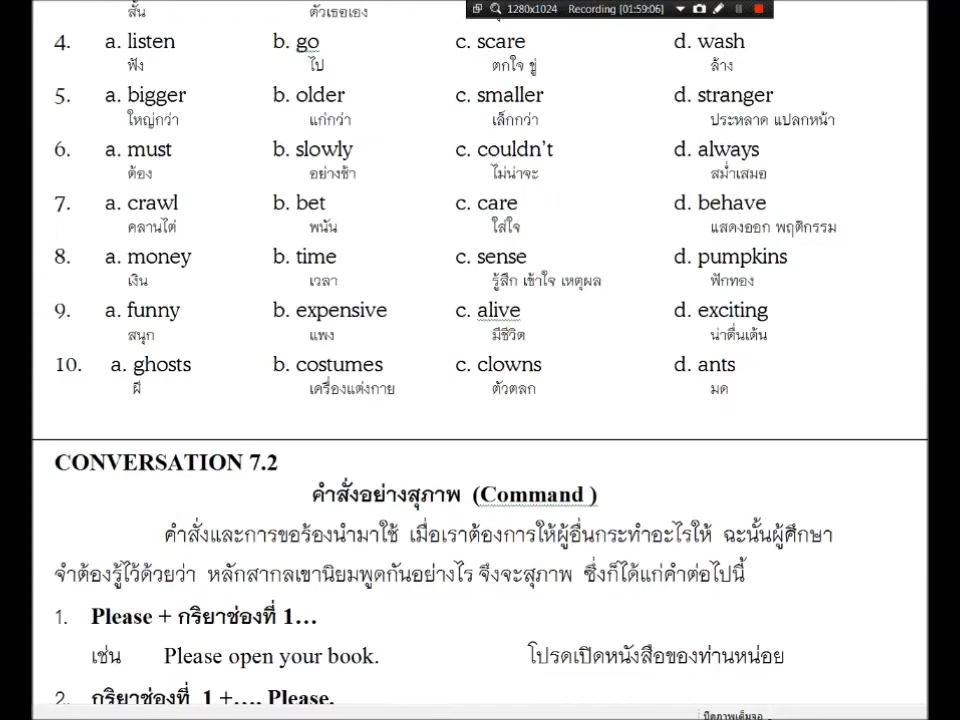 1280x1024 Recording [01:59:06]
สั้น ตัวเธอเอง
4. a. listen b. go c. scare d. wash
ฟัง ไป ตกใจ ขู่ ล้าง
5. a. bigger b. older c. smaller d. stranger
ใหญ่กว่า แก่กว่า เล็กกว่า ประหลาด แปลกหน้า
6. a. must b. slowly c. couldn't d. always
ต้อง อย่างช้า ไม่น่าจะ สม่ำเสมอ
7. a. crawl b. bet c. care d. behave
คลานไต่ พนัน ใส่ใจ แสดงออก พฤติกรรม
8. a. money b. time c. sense d. pumpkins
เงิน เวลา รู้สึก เข้าใจ เหตุผล ฟักทอง
9. a. funny b. expensive c. alive d. exciting
สนุก แพง มีชีวิต น่าตื่นเต้น
10. a. ghosts b. costumes c. clowns d. ants
ผี เครื่องแต่งกาย ตัวตลก มด
CONVERSATION 7.2
คำสั่งอย่างสุภาพ (Command )
คำสั่งและการขอร้องนำมาใช้ เมื่อเราต้องการให้ผู้อื่นกระทำอะไรให้ ฉะนั้นผู้ศึกษา
จำต้องรู้ไว้ด้วยว่า หลักสากลเขานิยมพูดกันอย่างไร จึงจะสุภาพ ซึ่งก็ได้แก่คำต่อไปนี้
1. Please + กริยาช่องที่ 1…
เช่น Please open your book. โปรดเปิดหนังสือของท่านหน่อย
2. กริยาช่องที่ 1 +…. Please.
ปิดภาพเต็มจอ